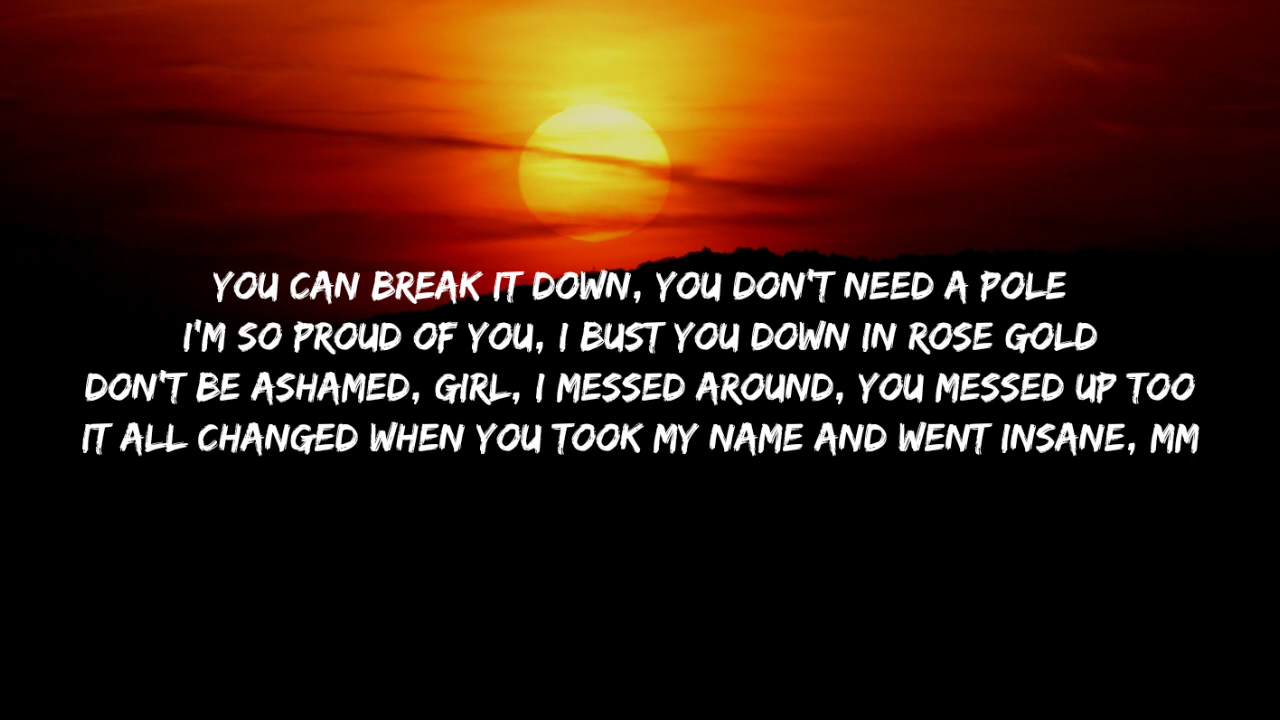 YOU CAN BREAK IT DOWN, YOU DON'T NEED A POLE
I'M SO PROUD OF YOU, I BUST YOU DOWN IN ROSE GOLD
DON'T BE ASHAMED, GIRL, I MESSED AROUND, YOU MESSED UP TOO
IT ALL CHANGED WHEN YOU TOOK MY NAME AND WENT INSANE, MM